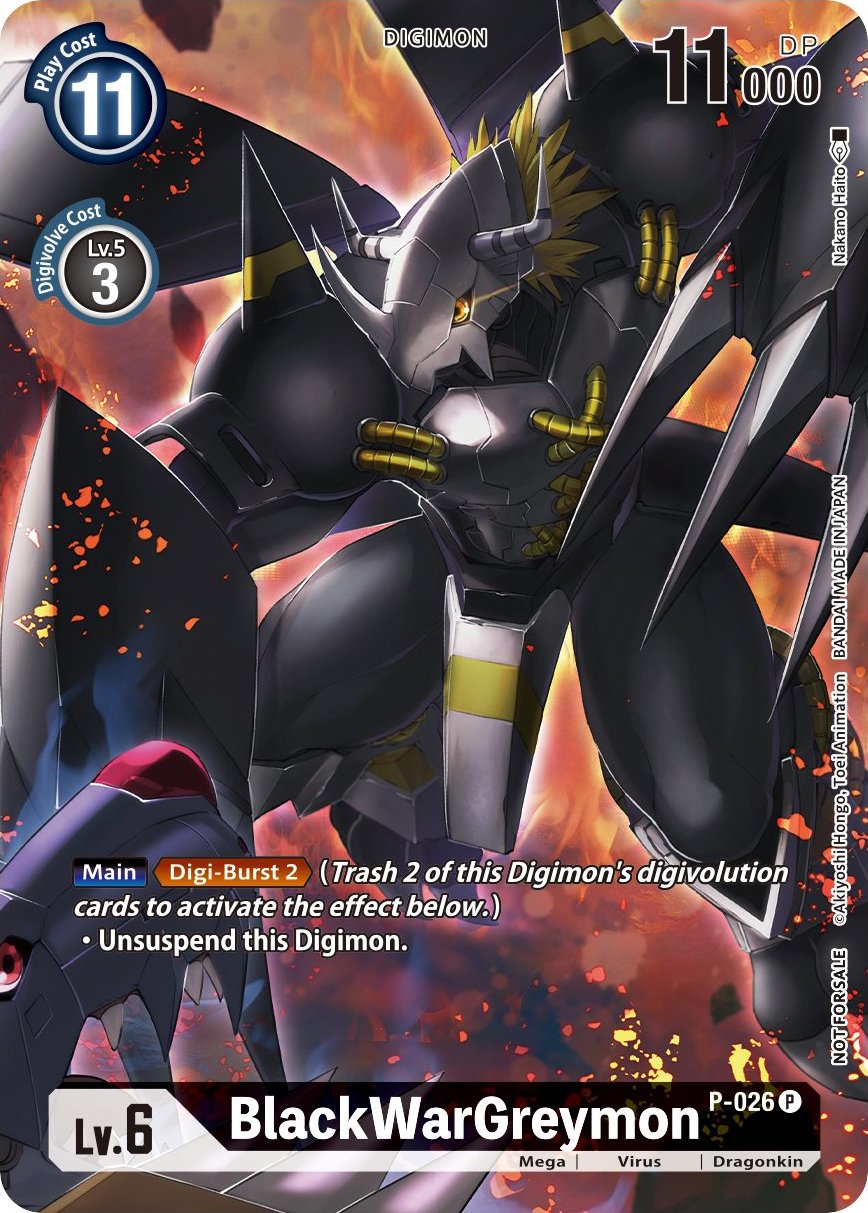 DIGIMON
Play Cost
11
DP
11000
Digivolve Cost
Lv.5
3
Nakano Haito
Main Digi-Burst 2 (Trash 2 of this Digimon's digivolution
cards to activate the effect below.)
• Unsuspend this Digimon.
©Akiyoshi Hongo, Toei Animation BANDAI MADE IN JAPAN
NOT FOR SALE
Lv.6
BlackWarGreymon
P-026 P
Mega | Virus | Dragonkin